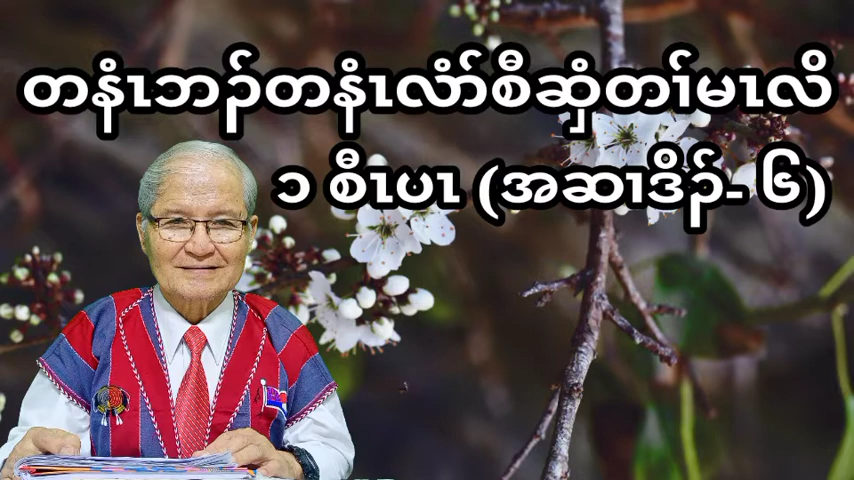 တနံၤဘၣ်တနံၤလံာ်စီဆှံတၢ်မၤလိ
၁ စီၤပၤ (အဆၢဒိၣ်- ၆)